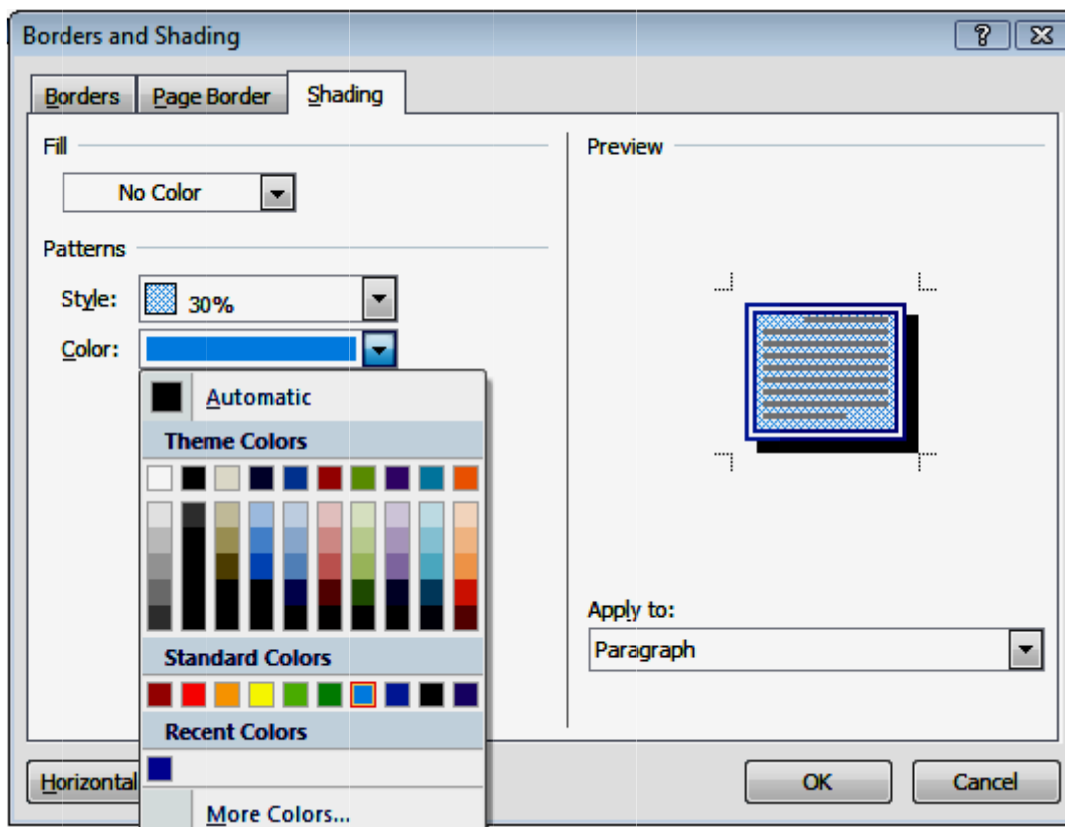 Borders and Shading
Borders Page Border Shading
Fill
No Color
Patterns
Style: 30%
Color:
Automatic
Theme Colors
Standard Colors
Recent Colors
More Colors...
Preview
Apply to:
Paragraph
Horizontal
OK Cancel